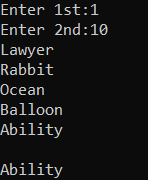 Enter 1st:1
Enter 2nd:10
Lawyer
Rabbit
Ocean
Balloon
Ability

Ability